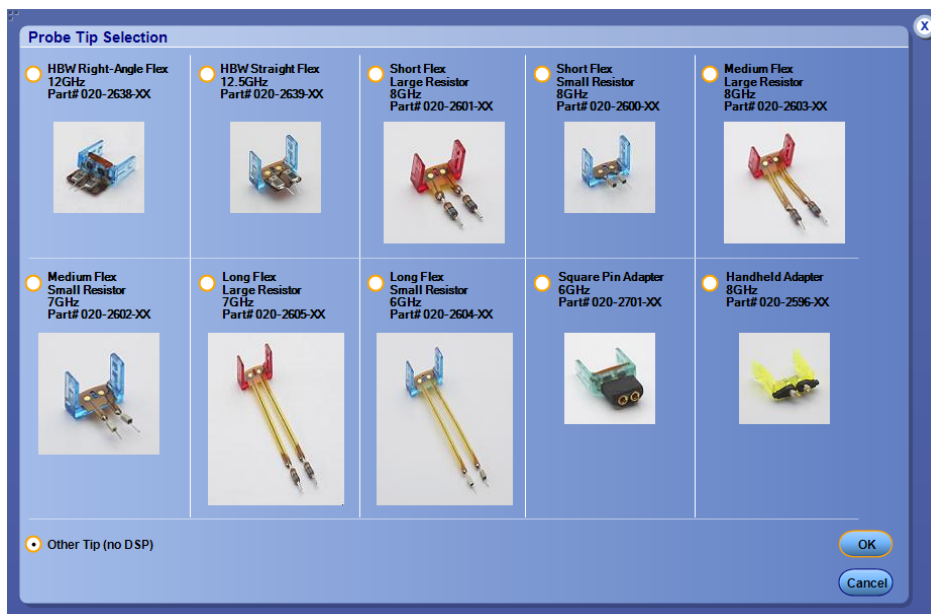 X
Probe Tip Selection
HBW Right-Angle Flex
12GHz
Part# 020-2638-XX
HBW Straight Flex
12.5GHz
Part# 020-2639-XX
Short Flex
Large Resistor
8GHz
Part# 020-2601-XX
Short Flex
Small Resistor
8GHz
Part# 020-2600-XX
Medium Flex
Large Resistor
8GHz
Part# 020-2603-XX
Medium Flex
Small Resistor
7GHz
Part# 020-2602-XX
Long Flex
Large Resistor
7GHz
Part# 020-2605-XX
Long Flex
Small Resistor
6GHz
Part# 020-2604-XX
Square Pin Adapter
6GHz
Part# 020-2701-XX
Handheld Adapter
8GHz
Part# 020-2596-XX
Other Tip (no DSP)
OK
Cancel